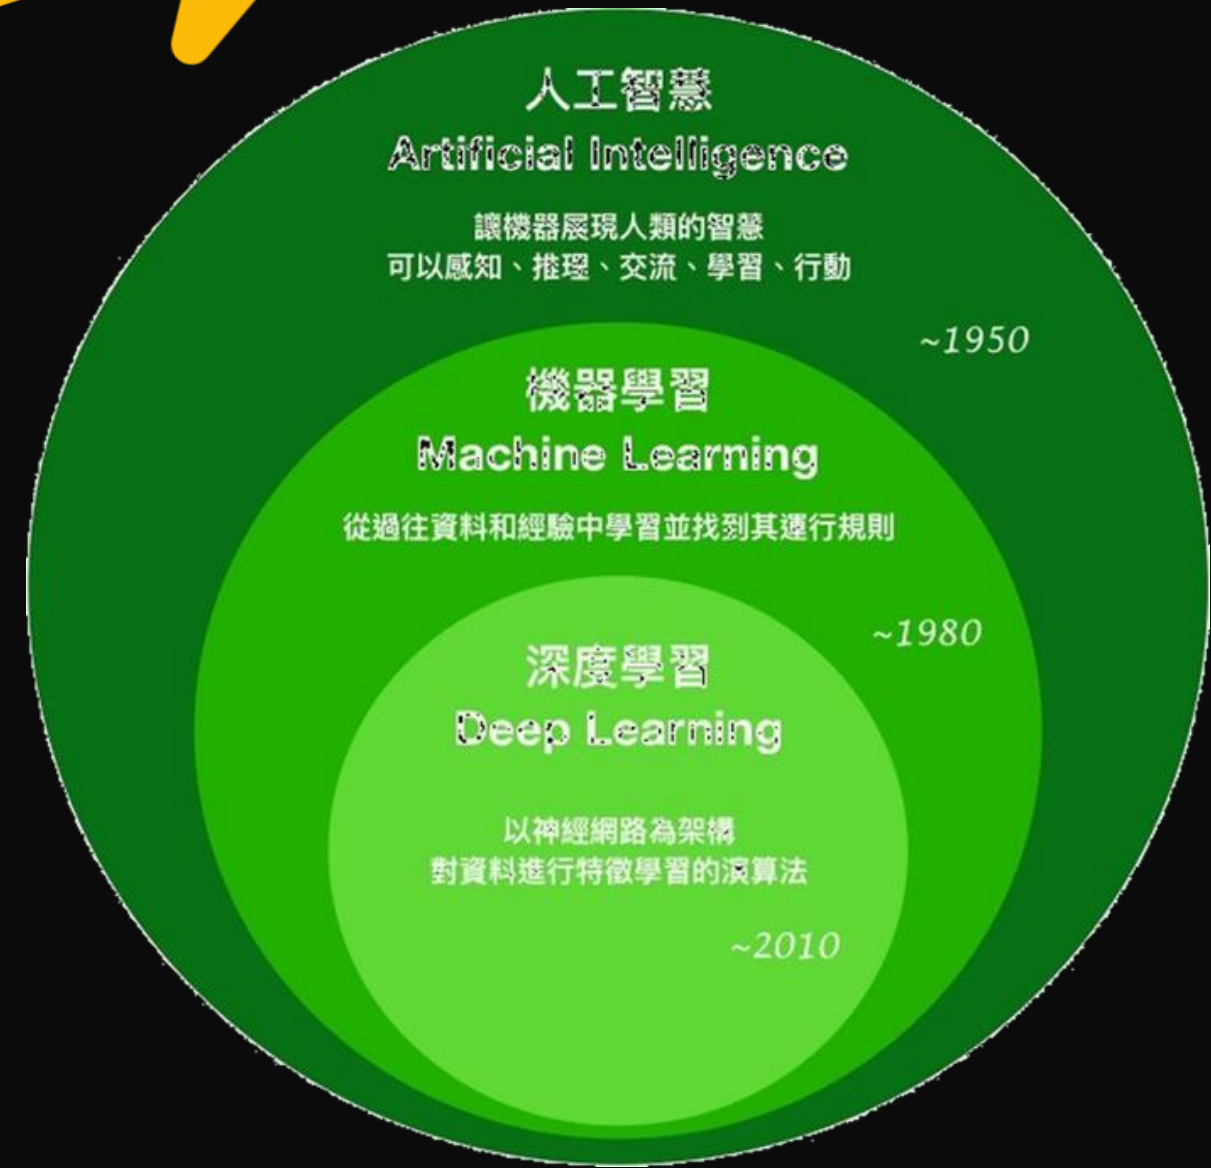 人工智慧
Artificial Intelligence
讓機器展現人類的智慧
可以感知、推理、交流、學習、行動
~1950
機器學習
Machine Learning
從過往資料和經驗中學習並找到其運行規則
~1980
深度學習
Deep Learning
以神經網路為架構
對資料進行特徵學習的演算法
~2010